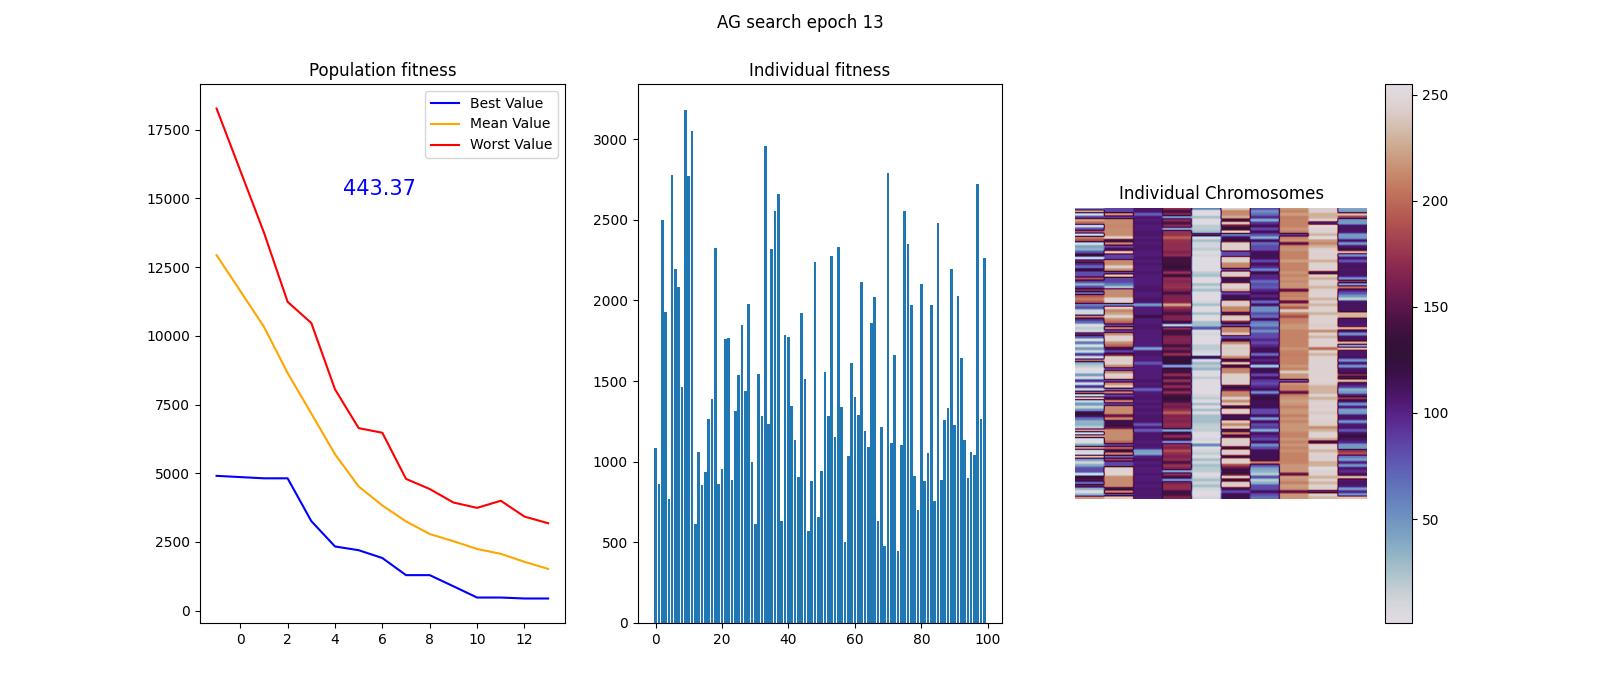 AG search epoch 13
Population fitness
17500
15000
12500
10000
7500
5000
2500
0
0 2 4 6 8 10 12
Best Value
Mean Value
Worst Value
443.37
Individual fitness
3000
2500
2000
1500
1000
500
0
0 20 40 60 80 100
Individual Chromosomes
250
200
150
100
50